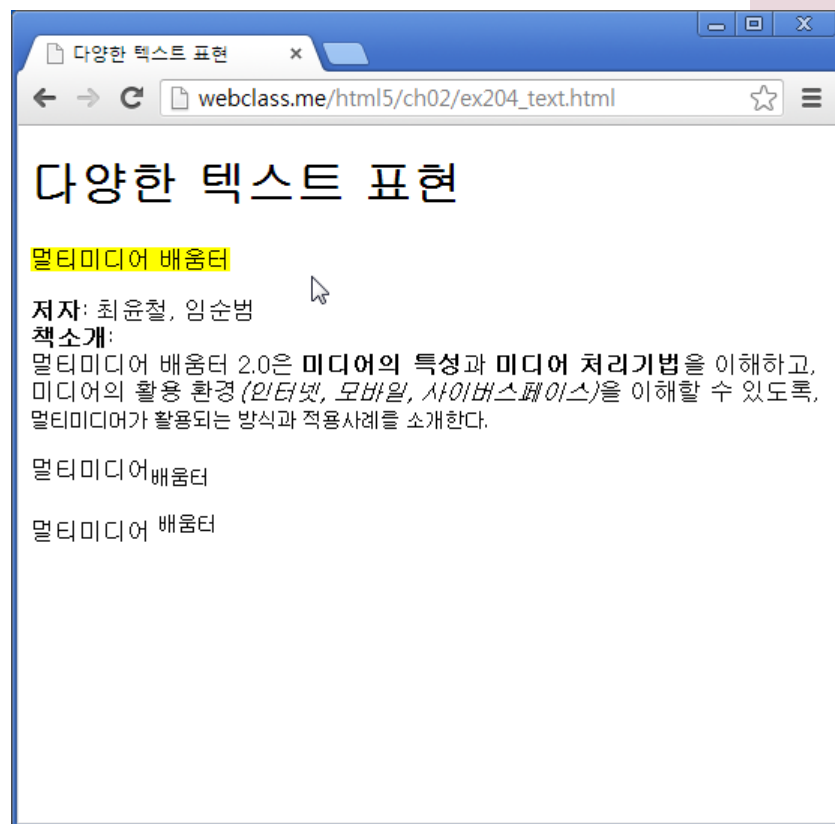 다양한 텍스트 표현
webclass.me/html5/ch02/ex204_text.html
다양한 텍스트 표현
멀티미디어 배움터
저자: 최윤철, 임순범
책소개:
멀티미디어 배움터 2.0은 미디어의 특성과 미디어 처리기법을 이해하고,
미디어의 활용 환경(인터넷, 모바일, 사이버스페이스)을 이해할 수 있도록,
멀티미디어가 활용되는 방식과 적용사례를 소개한다.
멀티미디어배움터
멀티미디어 배움터